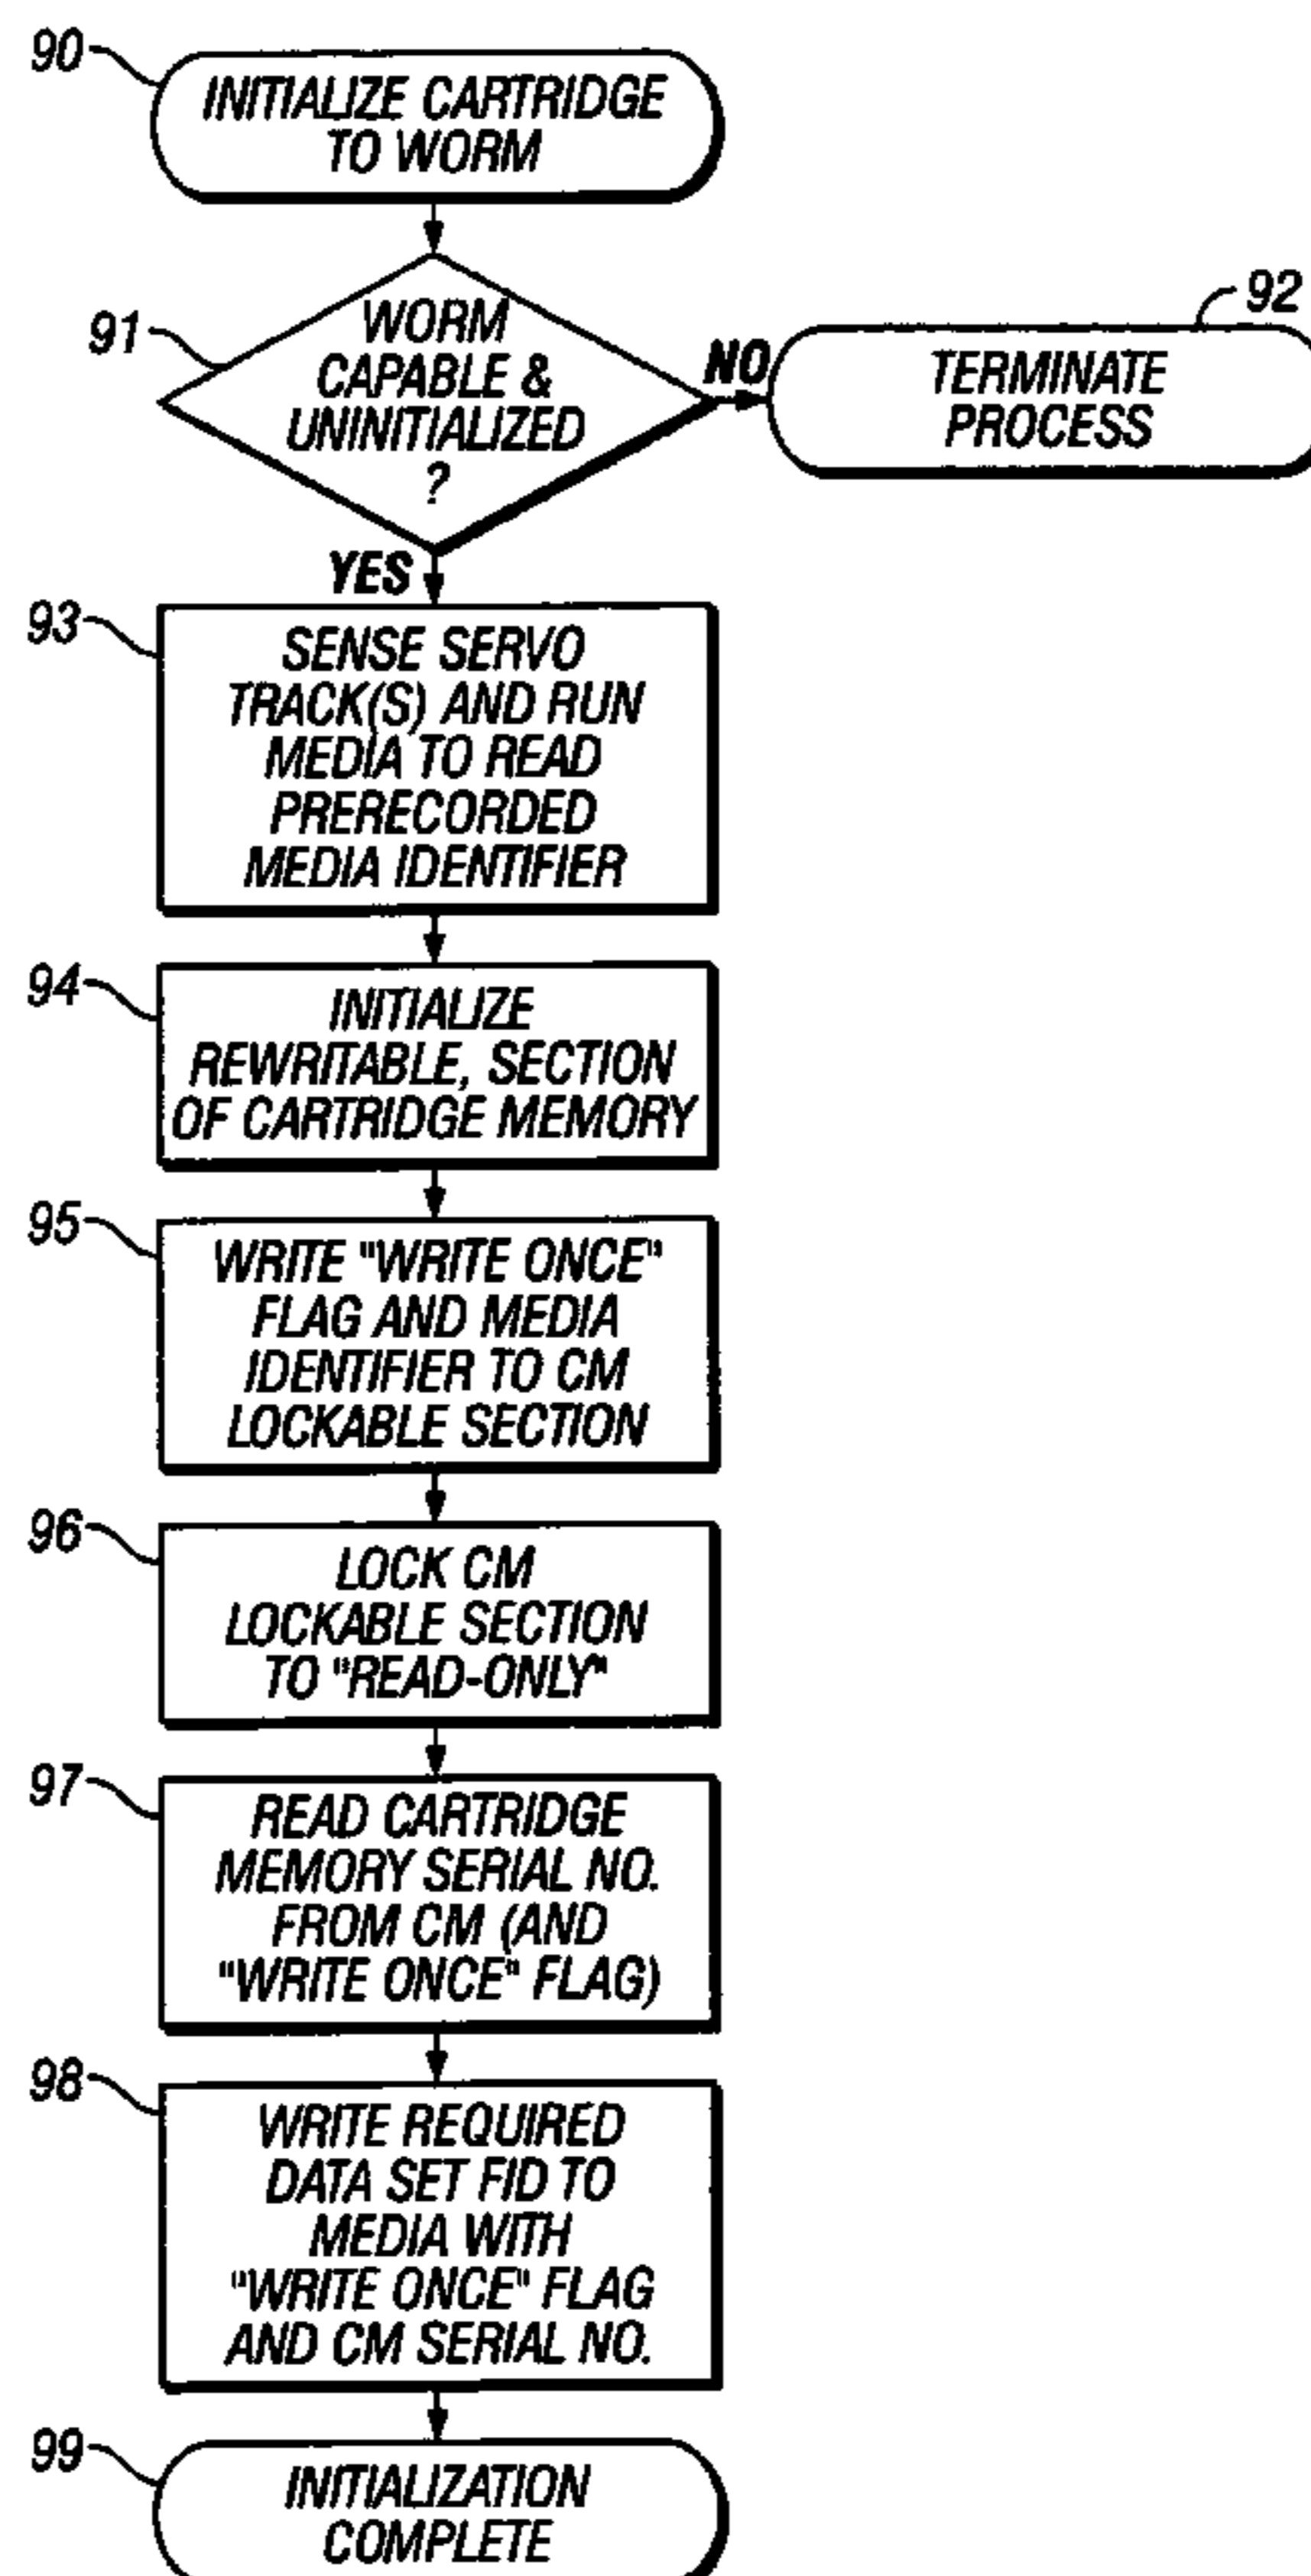 90
INITIALIZE CARTRIDGE
TO WORM
91
WORM
CAPABLE &
UNINITIALIZED
?
NO
92
TERMINATE
PROCESS
YES
93
SENSE SERVO
TRACK(S) AND RUN
MEDIA TO READ
PRERECORDED
MEDIA IDENTIFIER
94
INITIALIZE
REWRITABLE, SECTION
OF CARTRIDGE MEMORY
95
WRITE "WRITE ONCE"
FLAG AND MEDIA
IDENTIFIER TO CM
LOCKABLE SECTION
96
LOCK CM
LOCKABLE SECTION
TO "READ-ONLY"
97
READ CARTRIDGE
MEMORY SERIAL NO.
FROM CM (AND
"WRITE ONCE" FLAG)
98
WRITE REQUIRED
DATA SET FID TO
MEDIA WITH
"WRITE ONCE" FLAG
AND CM SERIAL NO.
99
INITIALIZATION
COMPLETE